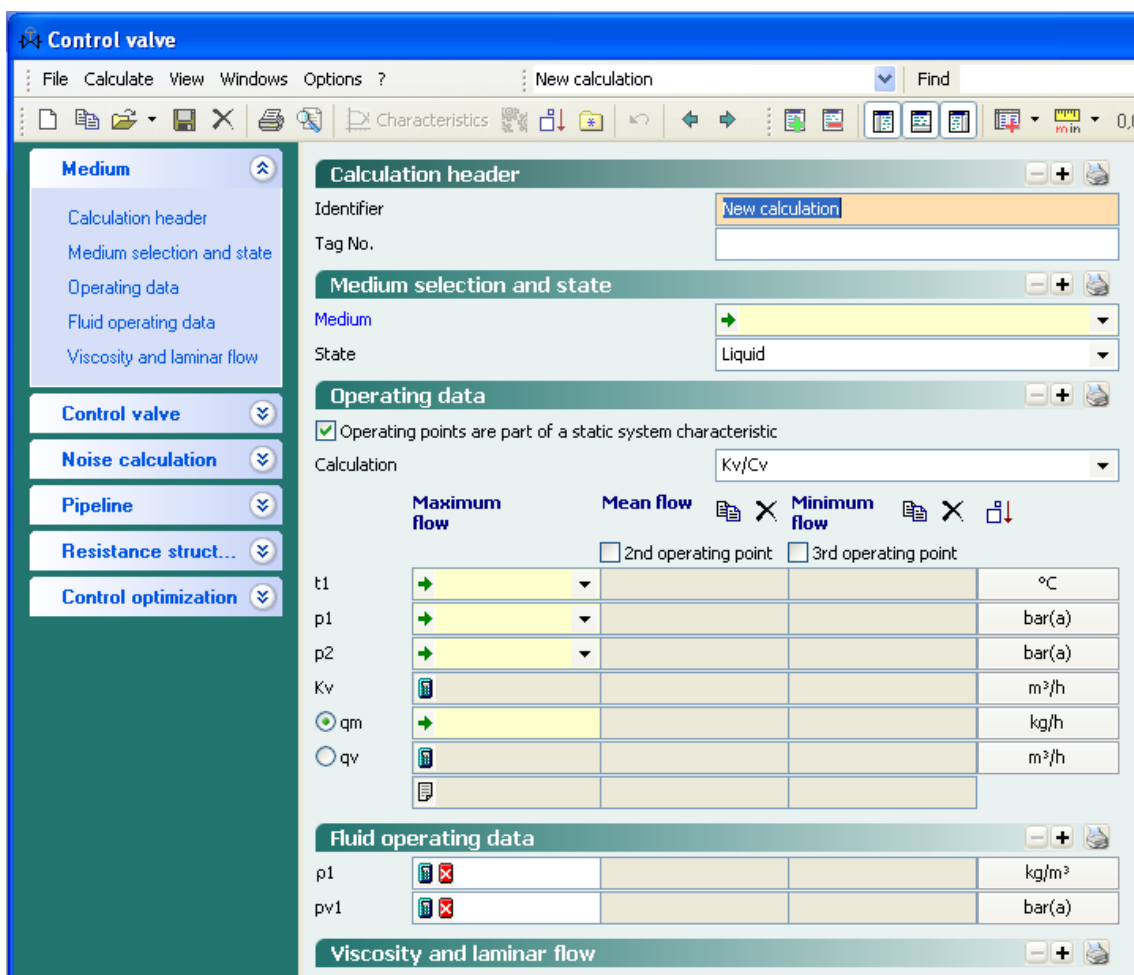 Control valve
File Calculate View Windows Options ? New calculation Find
Characteristics min 0,0
Medium
Calculation header
Medium selection and state
Operating data
Fluid operating data
Viscosity and laminar flow
Control valve
Noise calculation
Pipeline
Resistance struct...
Control optimization
Calculation header
Identifier New calculation
Tag No.
Medium selection and state
Medium
State Liquid
Operating data
Operating points are part of a static system characteristic
Calculation Kv/Cv
Maximum flow Mean flow Minimum flow
2nd operating point 3rd operating point
t1 °C
p1 bar(a)
p2 bar(a)
Kv m³/h
qm kg/h
qv m³/h
Fluid operating data
ρ1 kg/m³
pv1 bar(a)
Viscosity and laminar flow